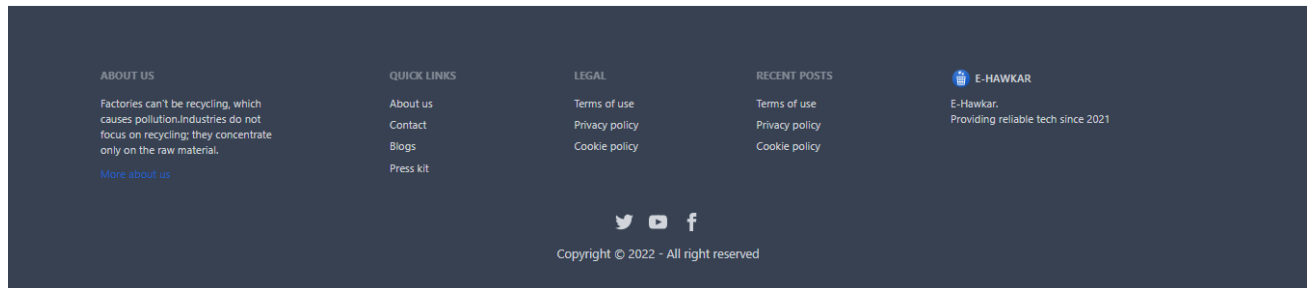 ABOUT US
Factories can't be recycling, which
causes pollution.Industries do not
focus on recycling; they concentrate
only on the raw material.
More about us
QUICK LINKS
About us
Contact
Blogs
Press kit
LEGAL
Terms of use
Privacy policy
Cookie policy
RECENT POSTS
Terms of use
Privacy policy
Cookie policy
E-HAWKAR
E-Hawkar.
Providing reliable tech since 2021
Copyright © 2022 - All right reserved